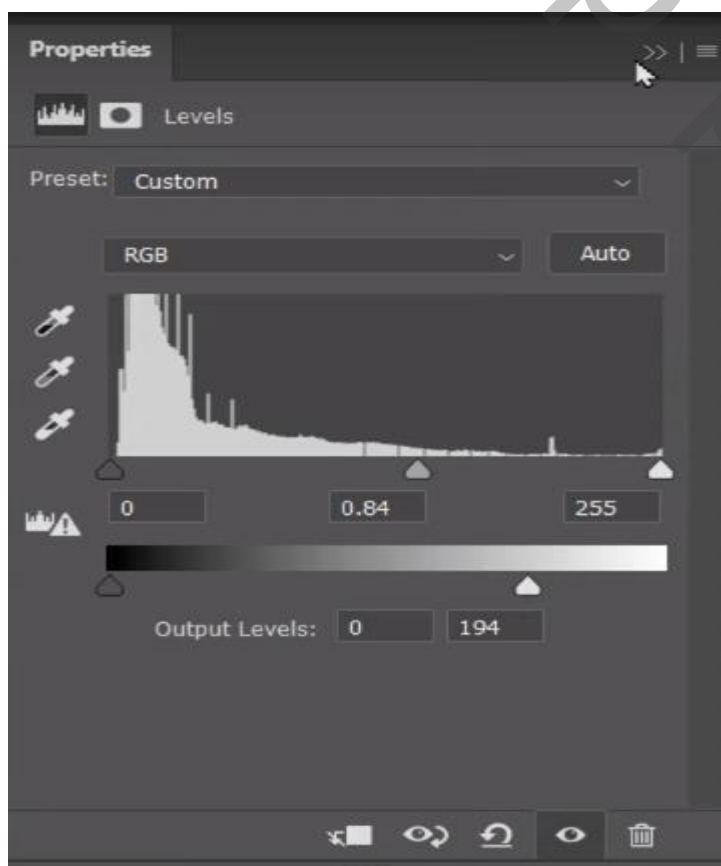 Properties
Levels
Preset: Custom
RGB Auto
0 0.84 255
Output Levels: 0 194